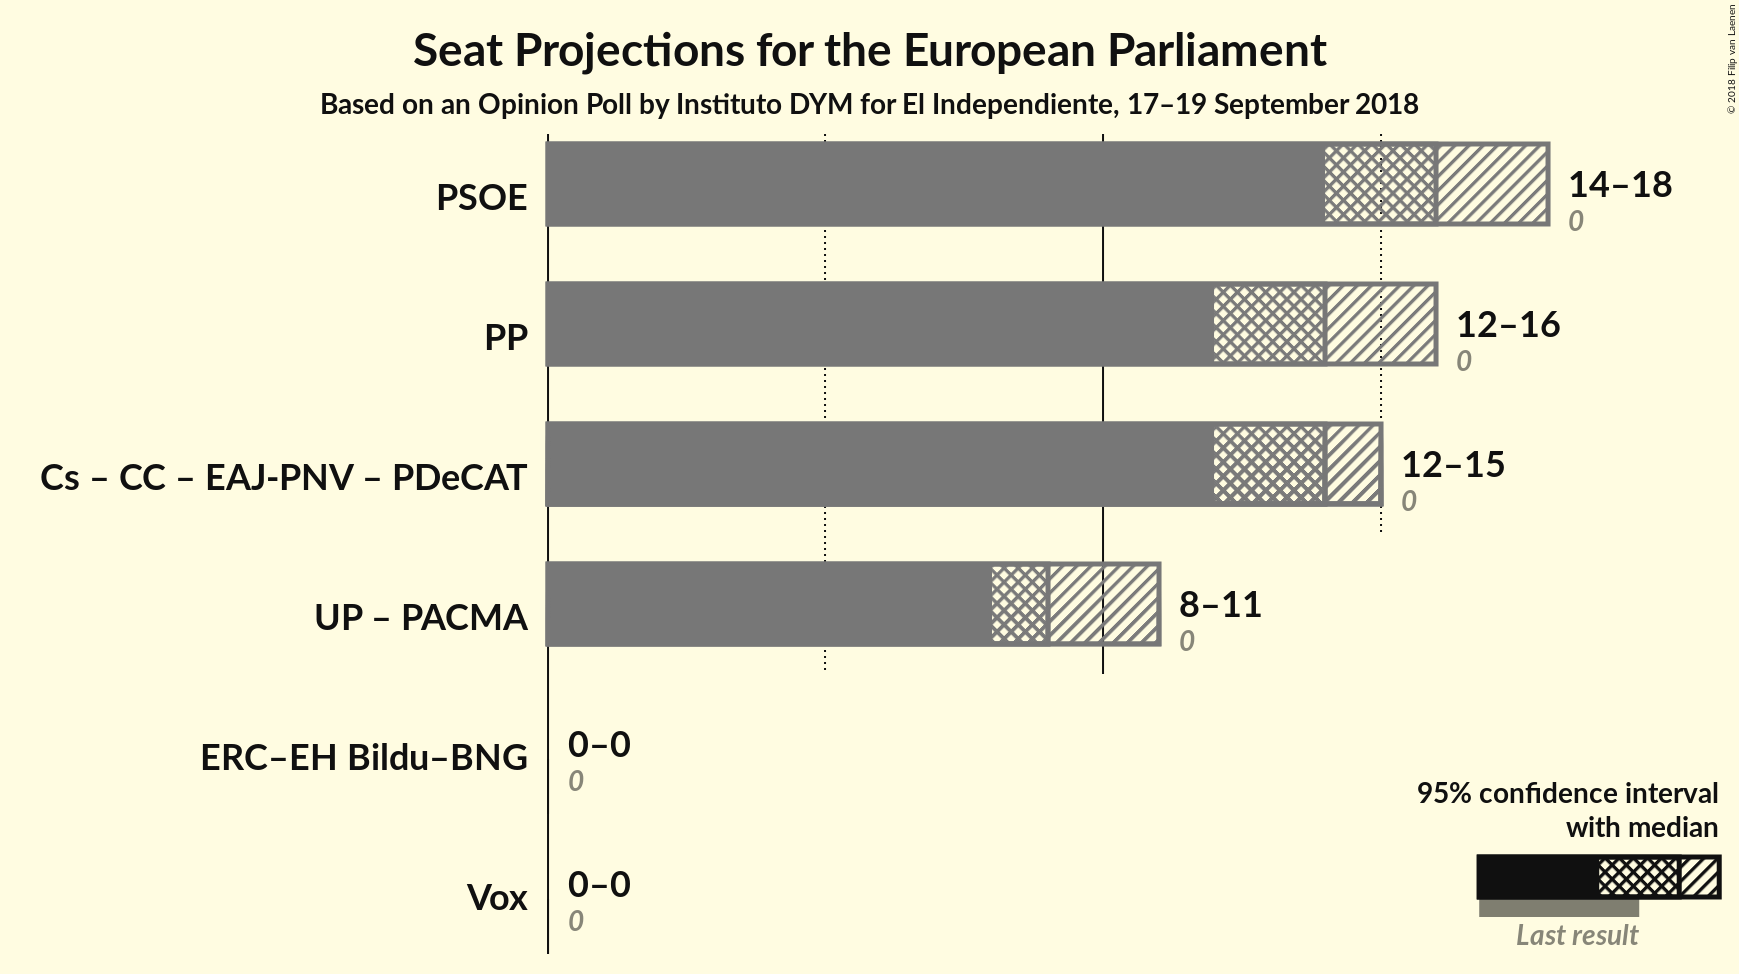 Seat Projections for the European Parliament
Based on an Opinion Poll by Instituto DYM for El Independiente, 17–19 September 2018
© 2018 Filip van Laenen
PSOE
14–18
0
PP
12–16
0
Cs – CC – EAJ-PNV – PDeCAT
12–15
0
UP – PACMA
8–11
0
ERC–EH Bildu–BNG
0–0
0
Vox
0–0
0
95% confidence interval
with median
Last result